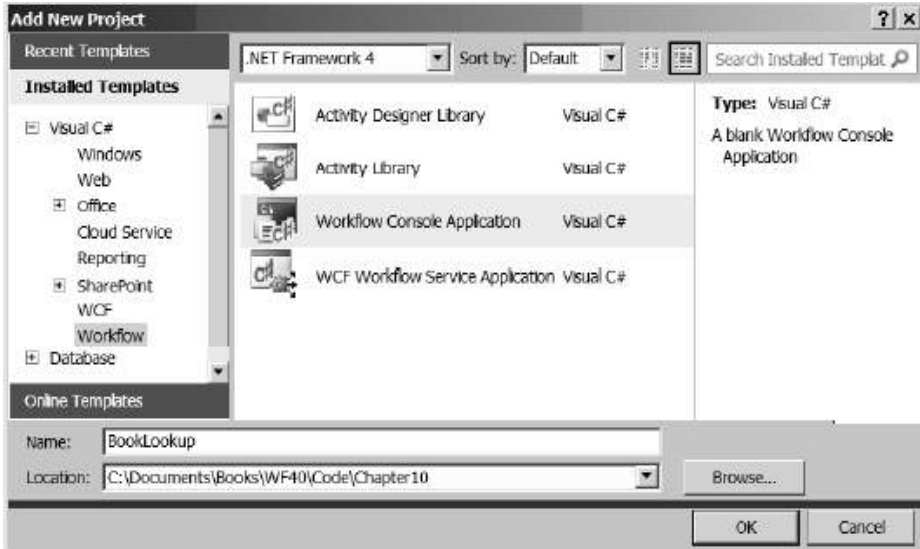 Add New Project
Recent Templates
Installed Templates
Visual C#
Windows
Web
Office
Cloud Service
Reporting
SharePoint
WCF
Workflow
Database
Online Templates
.NET Framework 4
Sort by: Default
Search Installed Templat
Activity Designer Library Visual C#
Activity Library Visual C#
Workflow Console Application Visual C#
WCF Workflow Service Application Visual C#
Type: Visual C#
A blank Workflow Console
Application
Name: BookLookup
Location: C:\Documents\Books\WF40\Code\Chapter10
Browse...
OK Cancel